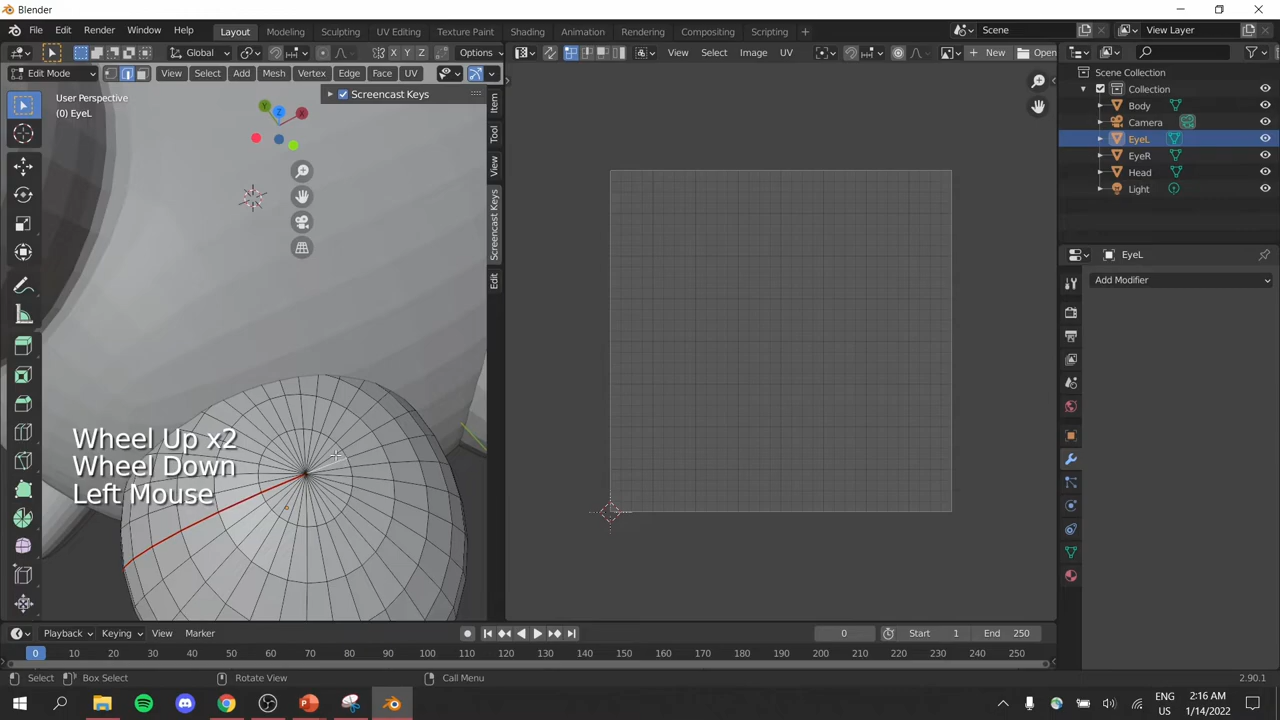 Blender
File Edit Render Window Help Layout Modeling Sculpting UV Editing Texture Paint Shading Animation Rendering Compositing Scripting Scene View Layer
Global Options View Select Image UV New Open
Edit Mode View Select Add Mesh Vertex Edge Face UV
User Perspective
(0) EyeL
Screencast Keys
Item
Tool
View
Screencast Keys
Edit
X Y Z
Y Z X
Scene Collection
Collection
Body
Camera
EyeL
EyeR
Head
Light
EyeL
Add Modifier
Wheel Up x2
Wheel Down
Left Mouse
Playback Keying View Marker 0 Start 1 End 250
0 10 20 30 40 50 60 70 80 90 100 110 120 130 140 150 160 170 180 190 200 210 220 230 240 250
Select Box Select Rotate View Call Menu 2.90.1
ENG
US
2:16 AM
1/14/2022